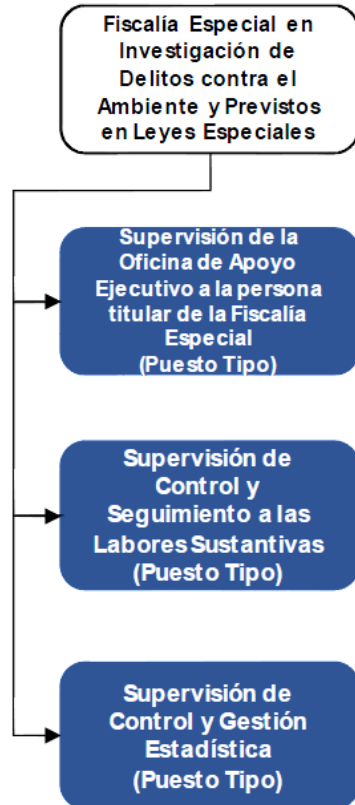 Fiscalía Especial en
Investigación de
Delitos contra el
Ambiente y Previstos
en Leyes Especiales
Supervisión de la
Oficina de Apoyo
Ejecutivo a la persona
titular de la Fiscalía
Especial
(Puesto Tipo)
Supervisión de
Control y
Seguimiento a las
Labores Sustantivas
(Puesto Tipo)
Supervisión de
Control y Gestión
Estadística
(Puesto Tipo)